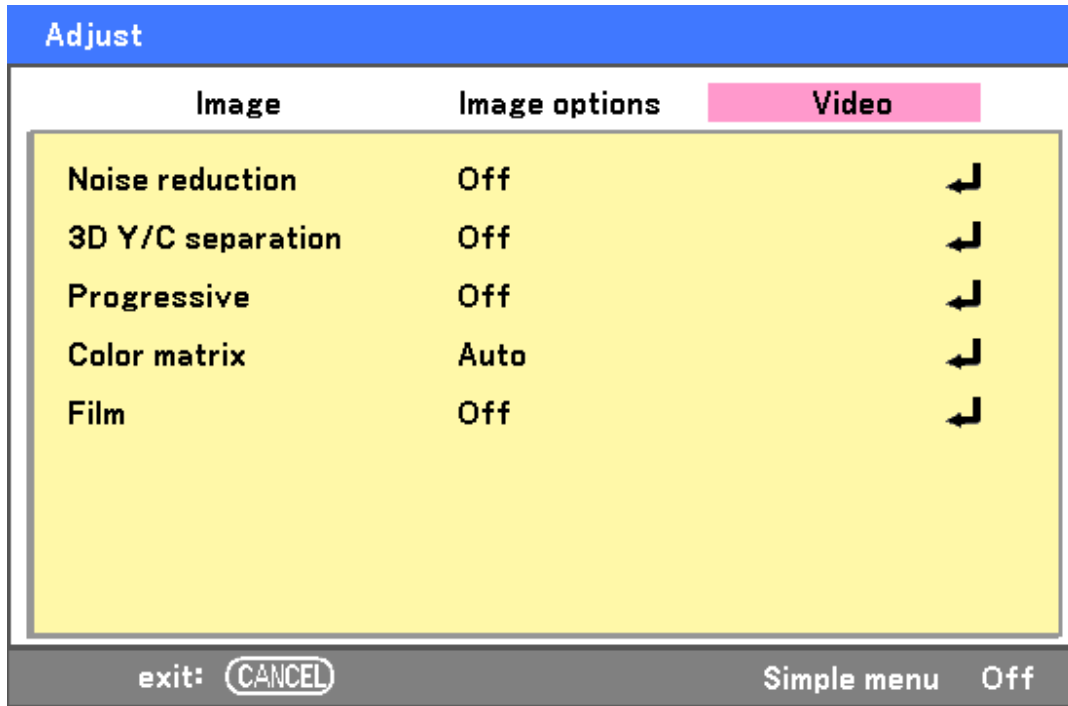 Adjust
Image Image options Video
Noise reduction Off
3D Y/C separation Off
Progressive Off
Color matrix Auto
Film Off
exit: CANCEL Simple menu Off